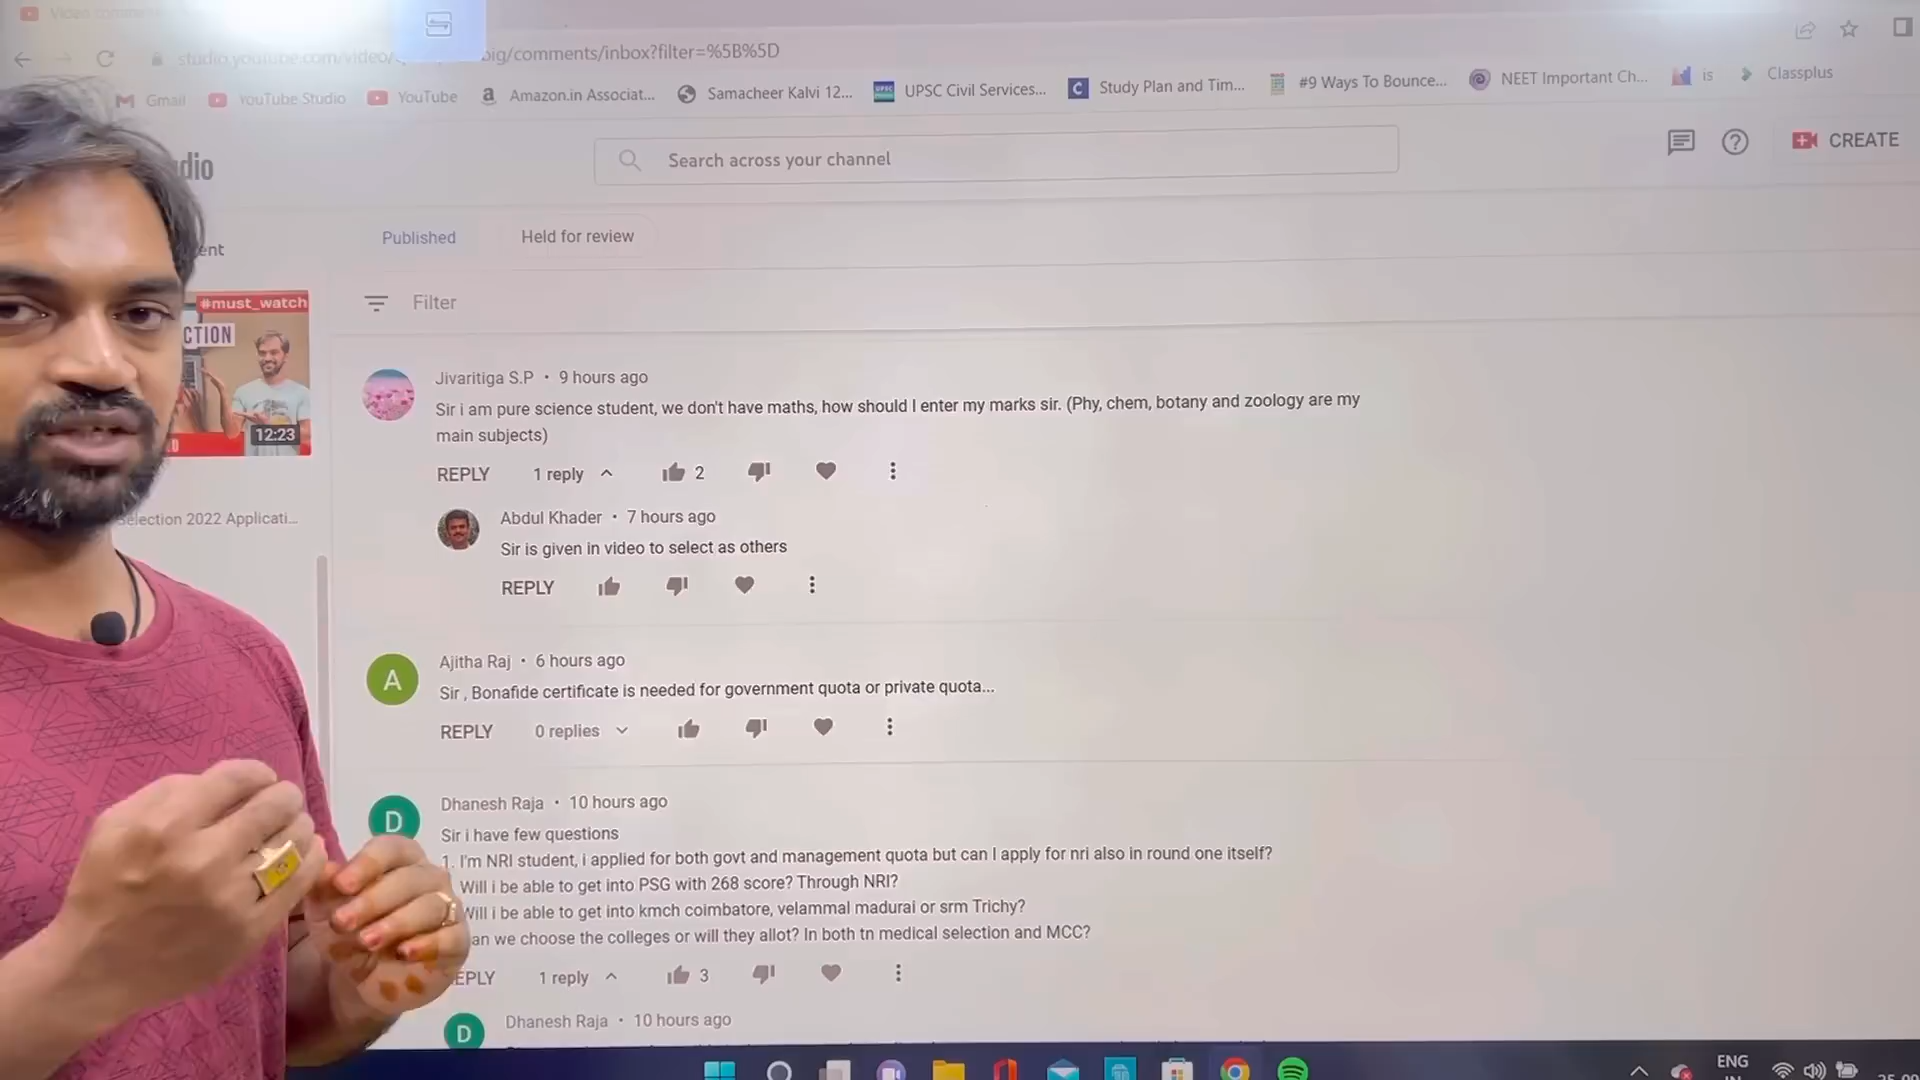 Video comme
studio.youtube.com/video/ big/comments/inbox?filter=%5B%5D
Gmail YouTube Studio YouTube Amazon.in Associat... Samacheer Kalvi 12... UPSC Civil Services... Study Plan and Tim... #9 Ways To Bounce... NEET Important Ch... is Classplus
dio
Search across your channel
CREATE
ent
Published Held for review
#must_watch
CTION
12:23
Selection 2022 Applicati...
Filter
Jivaritiga S.P • 9 hours ago
Sir i am pure science student, we don't have maths, how should I enter my marks sir. (Phy, chem, botany and zoology are my
main subjects)
REPLY 1 reply 2
Abdul Khader • 7 hours ago
Sir is given in video to select as others
REPLY
A
Ajitha Raj • 6 hours ago
Sir , Bonafide certificate is needed for government quota or private quota...
REPLY 0 replies
D
Dhanesh Raja • 10 hours ago
Sir i have few questions
1. I'm NRI student, i applied for both govt and management quota but can I apply for nri also in round one itself?
Will i be able to get into PSG with 268 score? Through NRI?
Will i be able to get into kmch coimbatore, velammal madurai or srm Trichy?
an we choose the colleges or will they allot? In both tn medical selection and MCC?
EPLY 1 reply 3
D
Dhanesh Raja • 10 hours ago
ENG